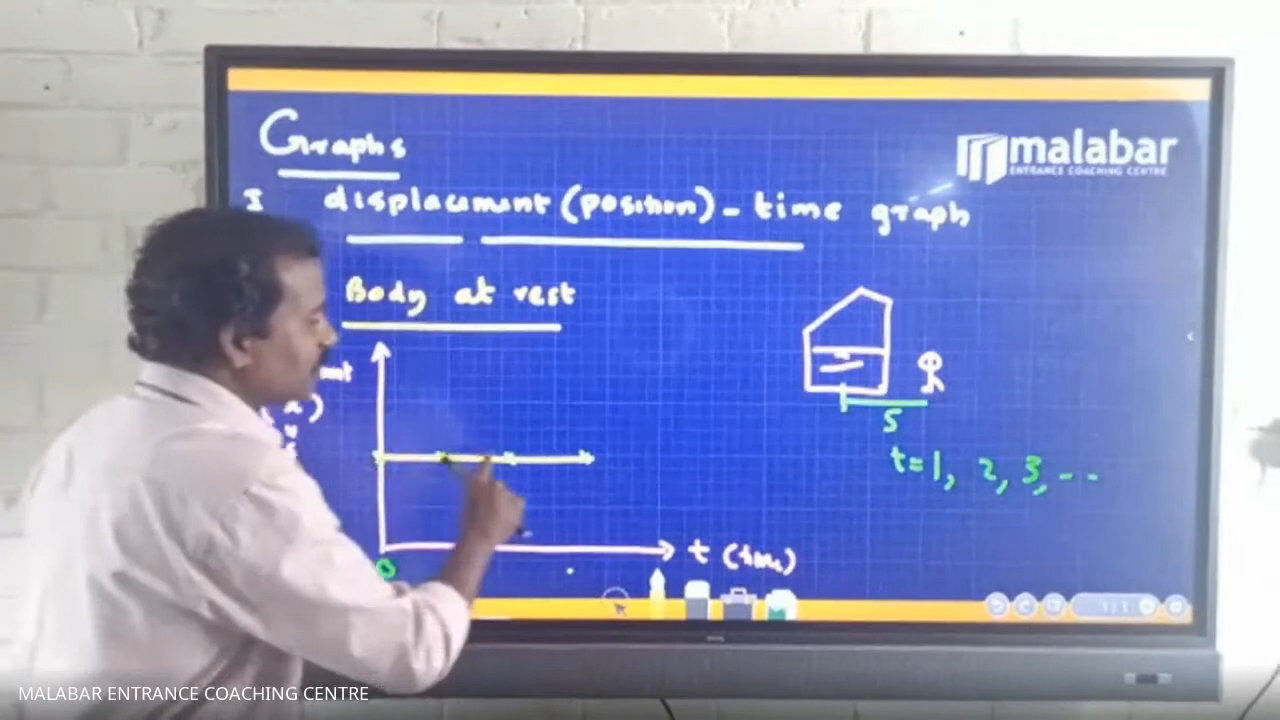 Graphs
malabar
ENTRANCE COACHING CENTRE
I displacement (position) - time graph
Body at rest
5
t=1, 2, 3, - -
0
t (time)
MALABAR ENTRANCE COACHING CENTRE